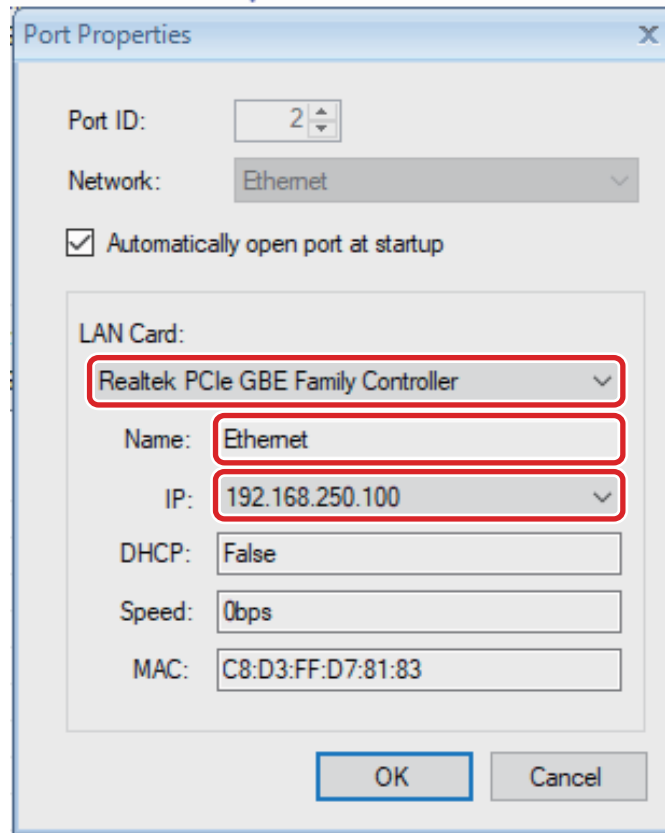 Port Properties
Port ID: 2
Network: Ethernet
Automatically open port at startup
LAN Card:
Realtek PCIe GBE Family Controller
Name: Ethernet
IP: 192.168.250.100
DHCP: False
Speed: 0bps
MAC: C8:D3:FF:D7:81:83
OK Cancel